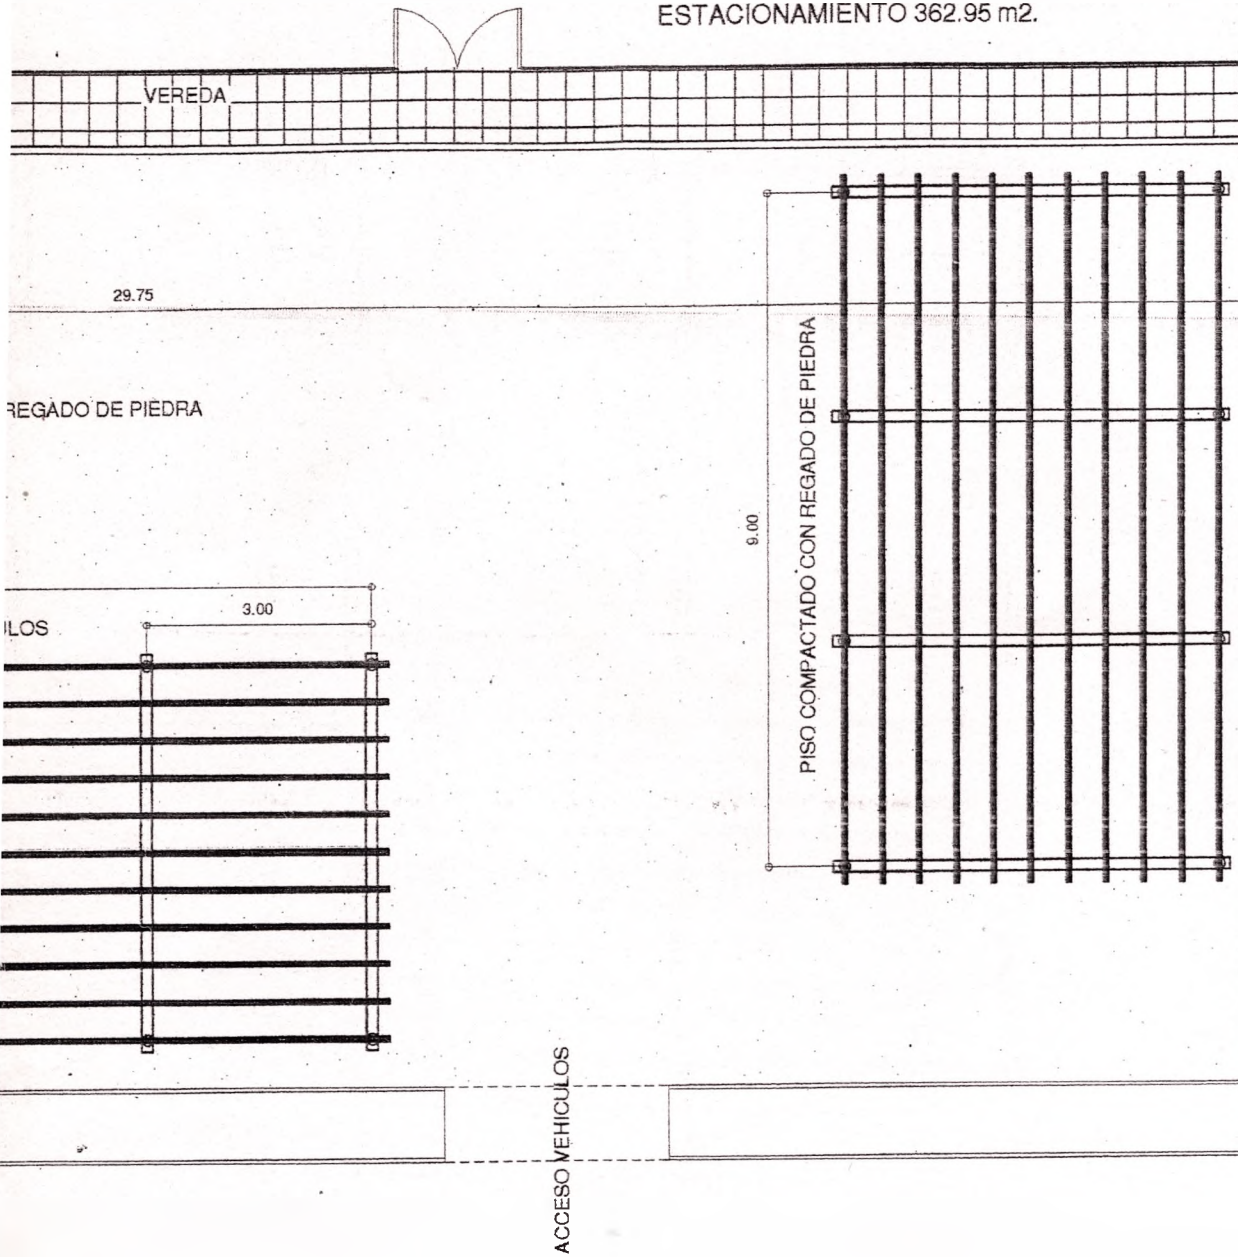 ESTACIONAMIENTO 362.95 m2.
VEREDA
29.75
REGADO DE PIEDRA
PISO COMPACTADO CON REGADO DE PIEDRA
9.00
3.00
ULOS
ACCESO VEHICULOS